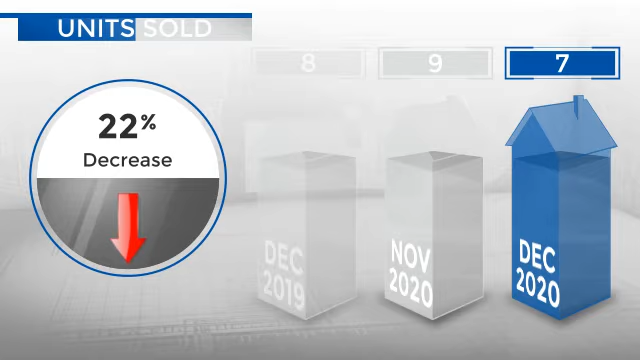 UNITS SOLD
8
9
7
22%
Decrease
DEC
2019
NOV
2020
DEC
2020